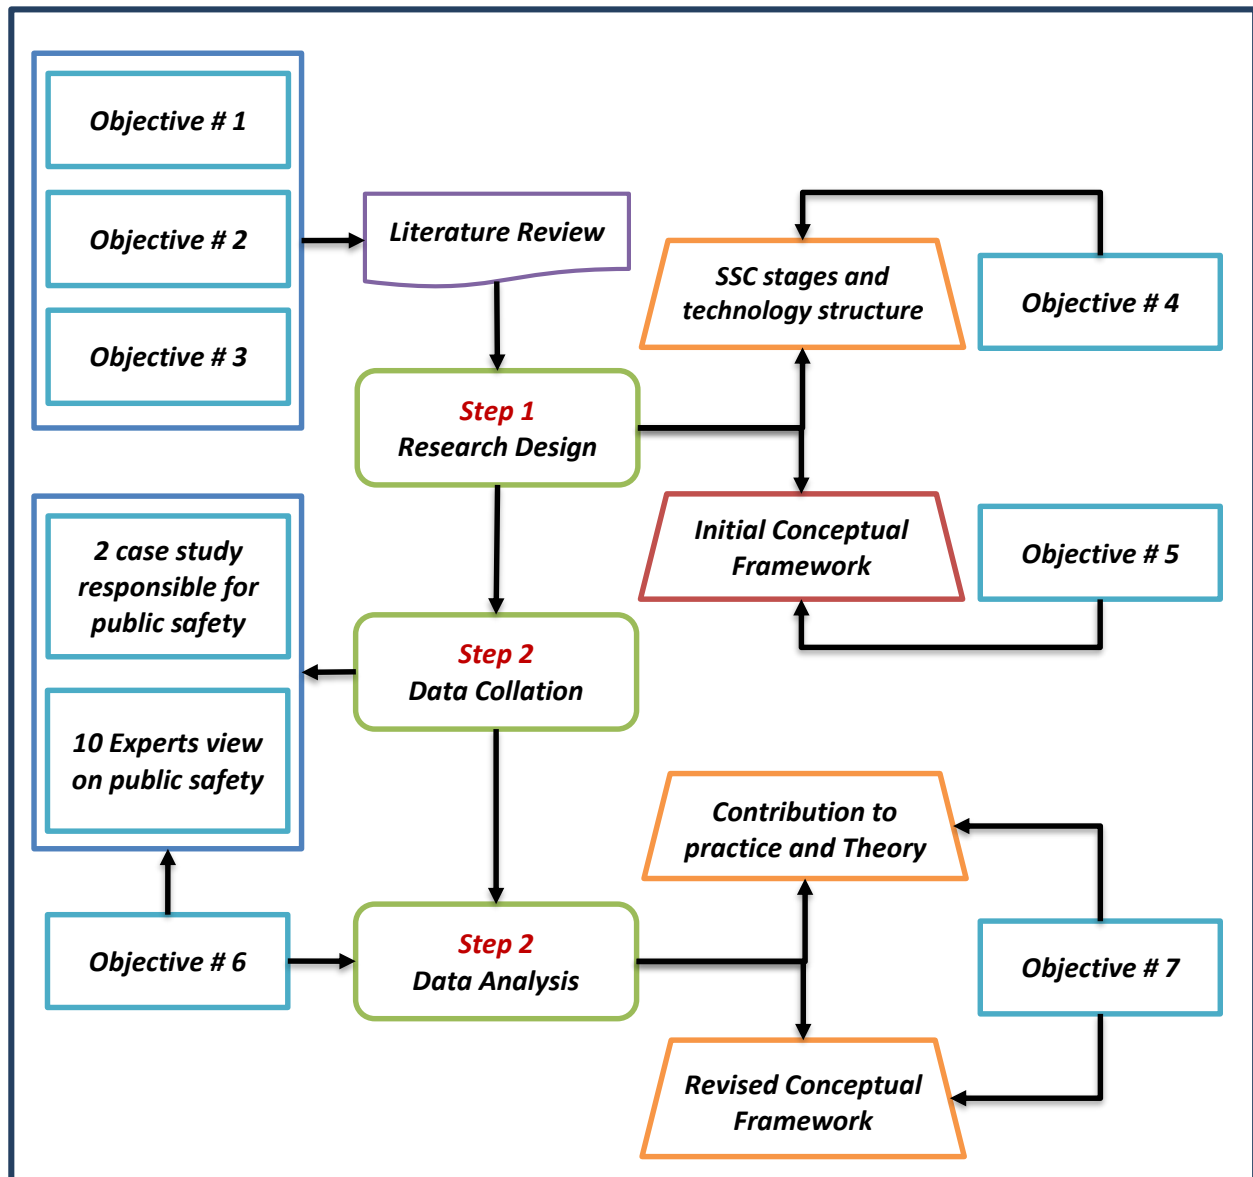 Objective # 1
Objective # 2
Objective # 3
Literature Review
SSC stages and
technology structure
Objective # 4
Step 1
Research Design
Initial Conceptual
Framework
Objective # 5
2 case study
responsible for
public safety
10 Experts view
on public safety
Step 2
Data Collation
Contribution to
practice and Theory
Objective # 6
Step 2
Data Analysis
Objective # 7
Revised Conceptual
Framework